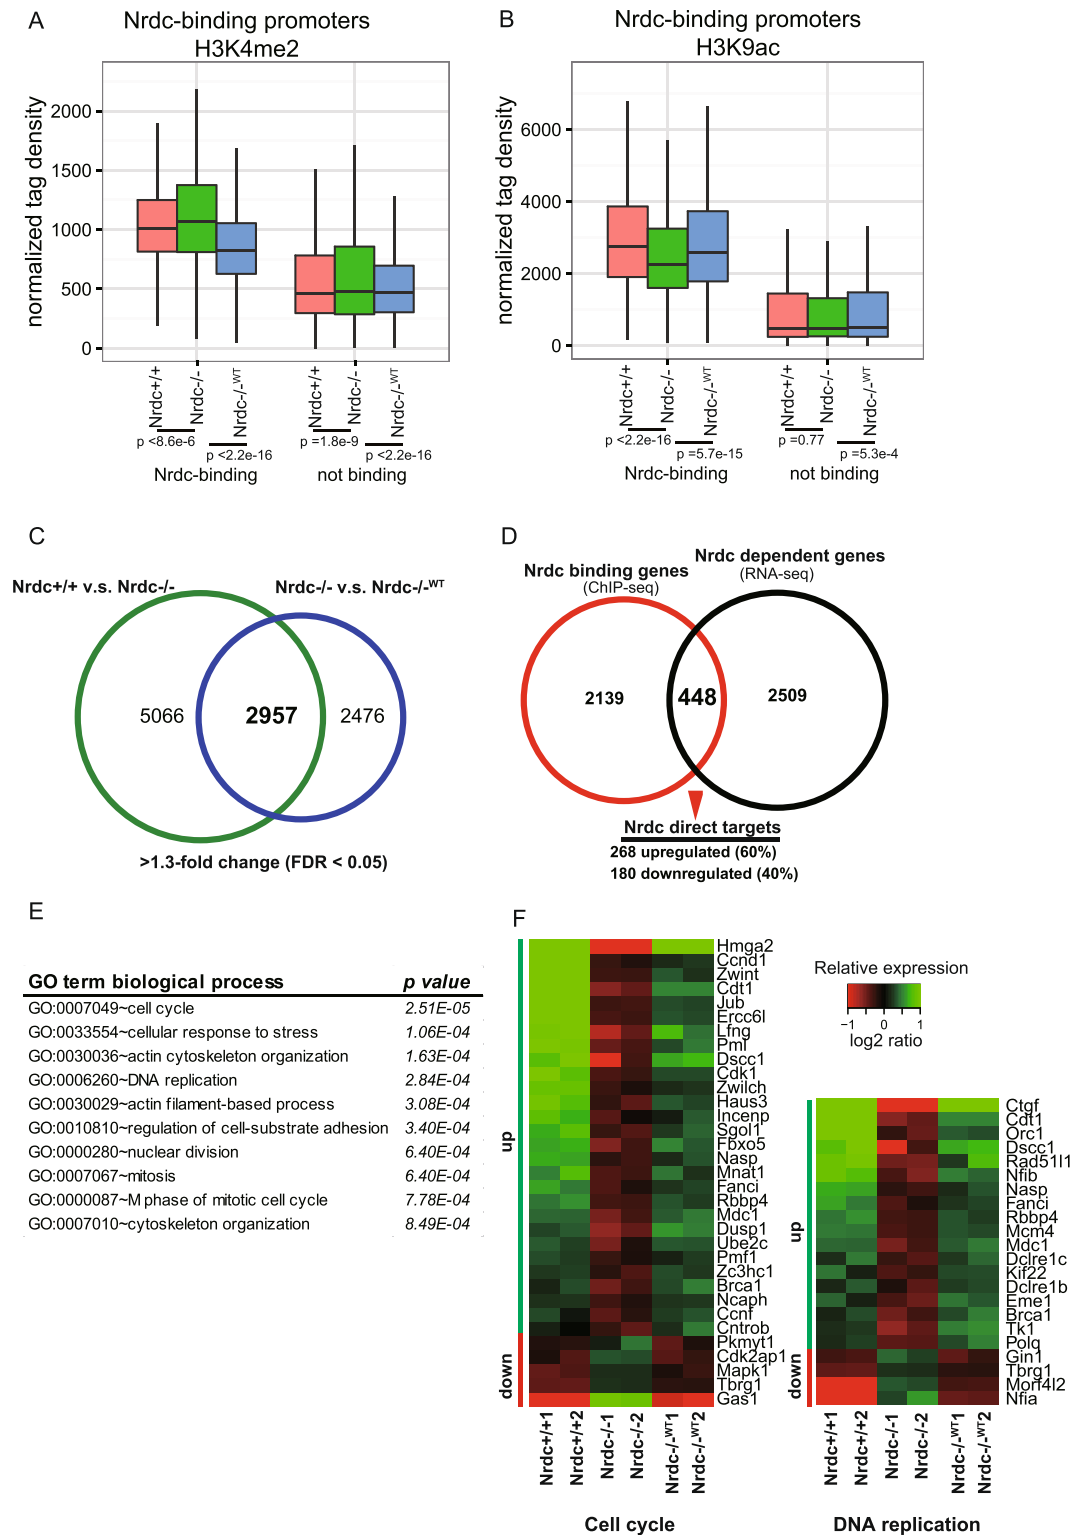 A
Nrdc-binding promoters
H3K4me2
normalized tag density
2000
1500
1000
500
0
Nrdc+/+
Nrdc-/-
Nrdc-/-WT
Nrdc+/+
Nrdc-/-
Nrdc-/-WT
p <8.6e-6
p <2.2e-16
p =1.8e-9
p <2.2e-16
Nrdc-binding
not binding
B
Nrdc-binding promoters
H3K9ac
normalized tag density
6000
4000
2000
0
Nrdc+/+
Nrdc-/-
Nrdc-/-WT
Nrdc+/+
Nrdc-/-
Nrdc-/-WT
p <2.2e-16
p =5.7e-15
p =0.77
p =5.3e-4
Nrdc-binding
not binding
C
Nrdc+/+ v.s. Nrdc-/-
Nrdc-/- v.s. Nrdc-/-WT
5066
2957
2476
>1.3-fold change (FDR < 0.05)
D
Nrdc binding genes
(ChIP-seq)
Nrdc dependent genes
(RNA-seq)
2139
448
2509
Nrdc direct targets
268 upregulated (60%)
180 downregulated (40%)
E
GO term biological process p value
GO:0007049~cell cycle 2.51E-05
GO:0033554~cellular response to stress 1.06E-04
GO:0030036~actin cytoskeleton organization 1.63E-04
GO:0006260~DNA replication 2.84E-04
GO:0030029~actin filament-based process 3.08E-04
GO:0010810~regulation of cell-substrate adhesion 3.40E-04
GO:0000280~nuclear division 6.40E-04
GO:0007067~mitosis 6.40E-04
GO:0000087~M phase of mitotic cell cycle 7.78E-04
GO:0007010~cytoskeleton organization 8.49E-04
F
up
down
Hmga2
Ccnd1
Zwint
Cdt1
Jub
Ercc6l
Lfng
Pml
Dscc1
Cdk1
Zwilch
Haus3
Incenp
Sgol1
Fbxo5
Nasp
Mnat1
Fanci
Rbbp4
Mdc1
Dusp1
Ube2c
Pmf1
Zc3hc1
Brca1
Ncaph
Ccnf
Cntrob
Pkmyt1
Cdk2ap1
Mapk1
Tbrg1
Gas1
Nrdc+/+1
Nrdc+/+2
Nrdc-/-1
Nrdc-/-2
Nrdc-/-WT1
Nrdc-/-WT2
Cell cycle
Relative expression
−1
0
1
log2 ratio
up
down
Ctgf
Cdt1
Orc1
Dscc1
Rad51l1
Nfib
Nasp
Fanci
Rbbp4
Mcm4
Mdc1
Dclre1c
Kif22
Dclre1b
Eme1
Brca1
Tk1
Polq
Gin1
Tbrg1
Morf4l2
Nfia
Nrdc+/+1
Nrdc+/+2
Nrdc-/-1
Nrdc-/-2
Nrdc-/-WT1
Nrdc-/-WT2
DNA replication